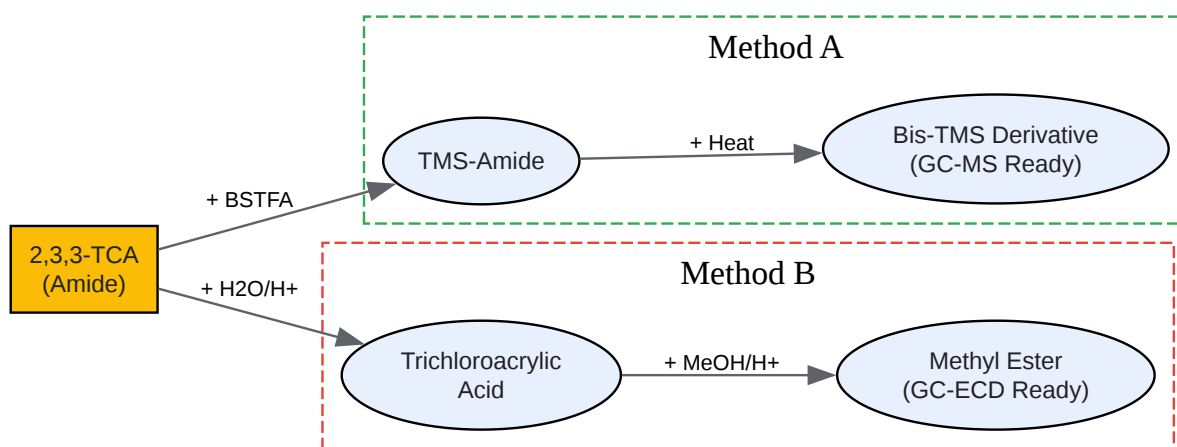 Method A
TMS-Amide
+ Heat
Bis-TMS Derivative
(GC-MS Ready)
+ BSTFA
2,3,3-TCA
(Amide)
+ H2O/H+
Method B
Trichloroacrylic
Acid
+ MeOH/H+
Methyl Ester
(GC-ECD Ready)